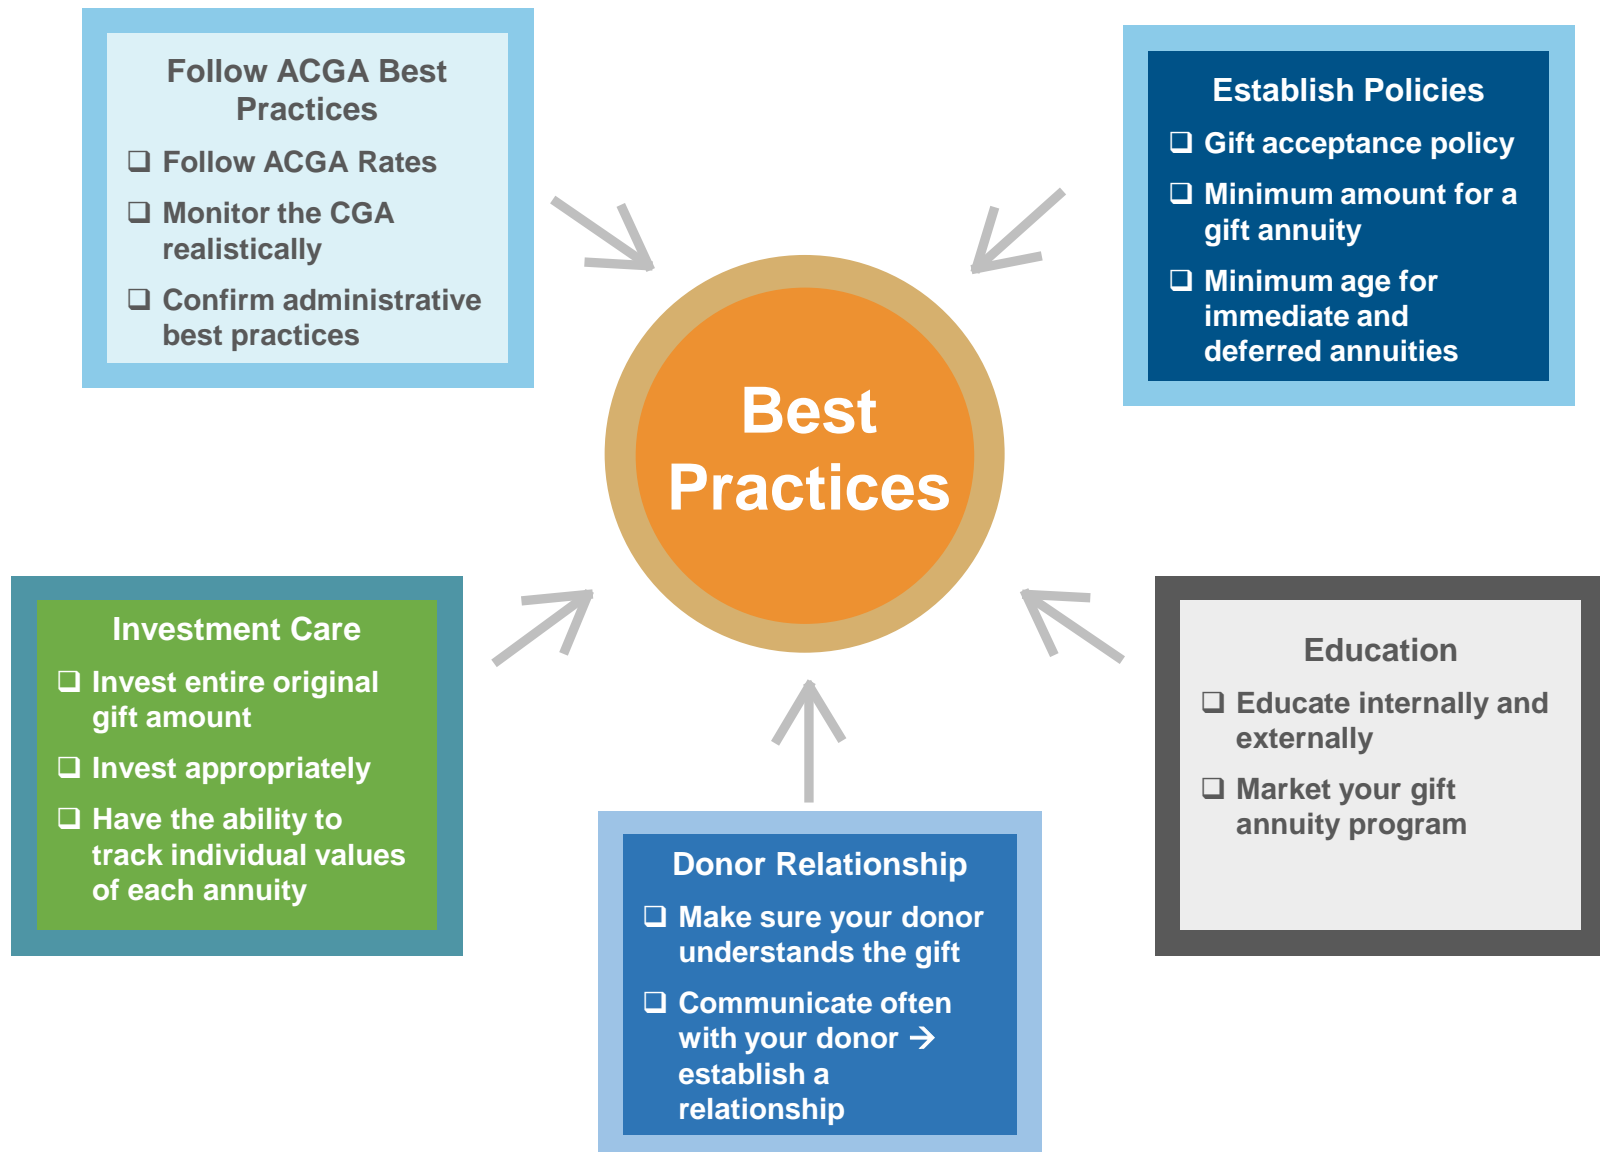 Follow ACGA Best
Practices
❑ Follow ACGA Rates
❑ Monitor the CGA
realistically
❑ Confirm administrative
best practices
Establish Policies
❑ Gift acceptance policy
❑ Minimum amount for a
gift annuity
❑ Minimum age for
immediate and
deferred annuities
Best
Practices
Investment Care
❑ Invest entire original
gift amount
❑ Invest appropriately
❑ Have the ability to
track individual values
of each annuity
Donor Relationship
❑ Make sure your donor
understands the gift
❑ Communicate often
with your donor →
establish a
relationship
Education
❑ Educate internally and
externally
❑ Market your gift
annuity program